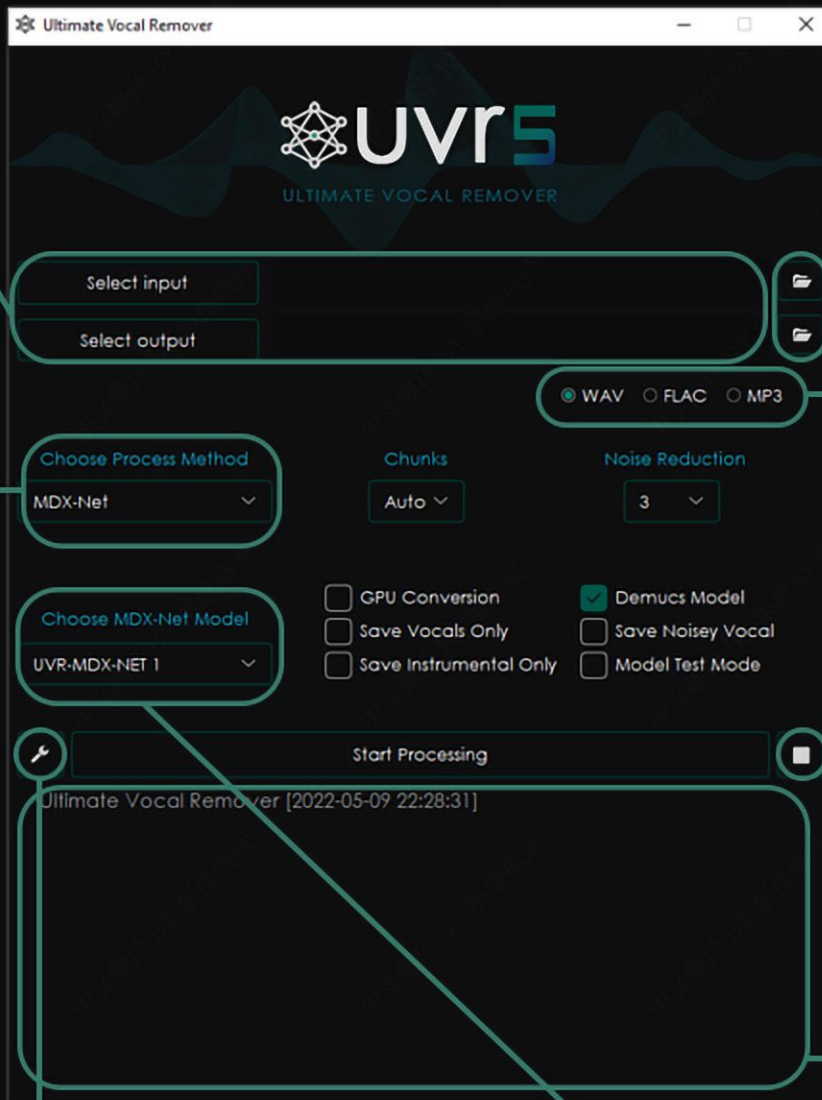 Ultimate Vocal Remover
uvr5
ULTIMATE VOCAL REMOVER
Select input
Select output
WAV FLAC MP3
Choose Process Method Chunks Noise Reduction
MDX-Net Auto 3
GPU Conversion Demucs Model
Choose MDX-Net Model
Save Vocals Only Save Noisey Vocal
UVR-MDX-NET 1
Save Instrumental Only Model Test Mode
Start Processing
Ultimate Vocal Remover [2022-05-09 22:28:31]